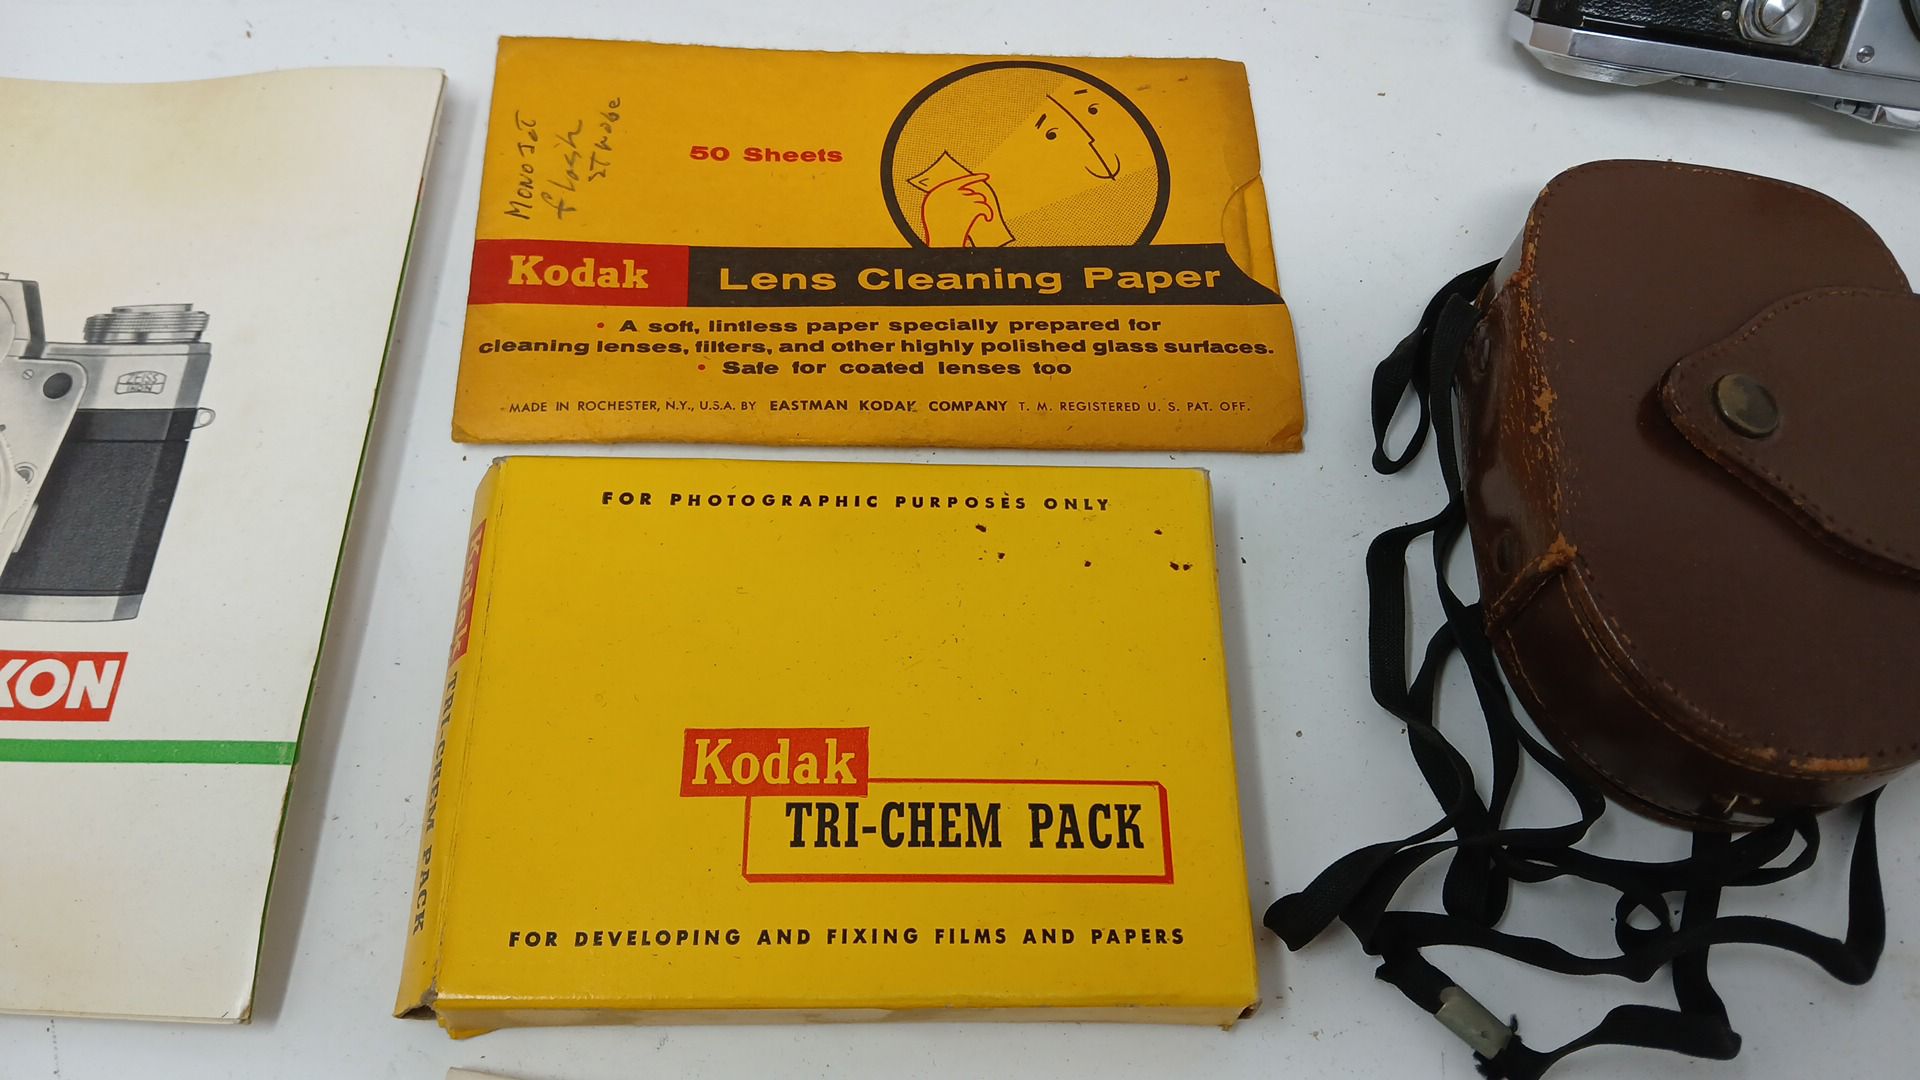 MONOJET
flash
STROBE
50 Sheets
Kodak Lens Cleaning Paper
• A soft, lintless paper specially prepared for
cleaning lenses, filters, and other highly polished glass surfaces.
• Safe for coated lenses too
MADE IN ROCHESTER, N.Y., U.S.A. BY EASTMAN KODAK COMPANY T. M. REGISTERED U. S. PAT. OFF.
ZEISS
IKON
KON
FOR PHOTOGRAPHIC PURPOSES ONLY
Kodak
TRI-CHEM PACK
FOR DEVELOPING AND FIXING FILMS AND PAPERS
Kodak TRI-CHEM PACK